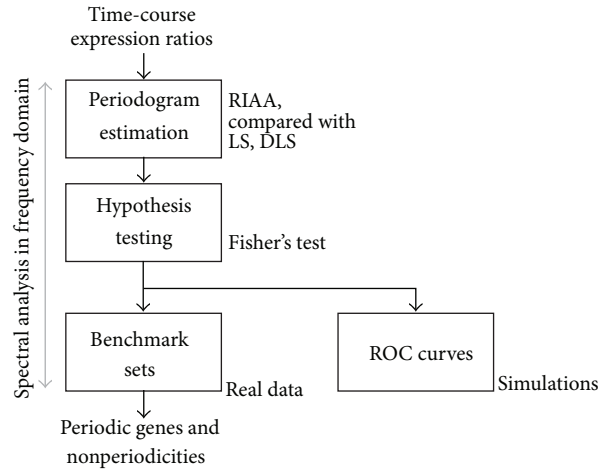 Time-course
expression ratios
Spectral analysis in frequency domain
Periodogram
estimation
RIAA,
compared with
LS, DLS
Hypothesis
testing
Fisher's test
Benchmark
sets
Real data
ROC curves
Simulations
Periodic genes and
nonperiodicities